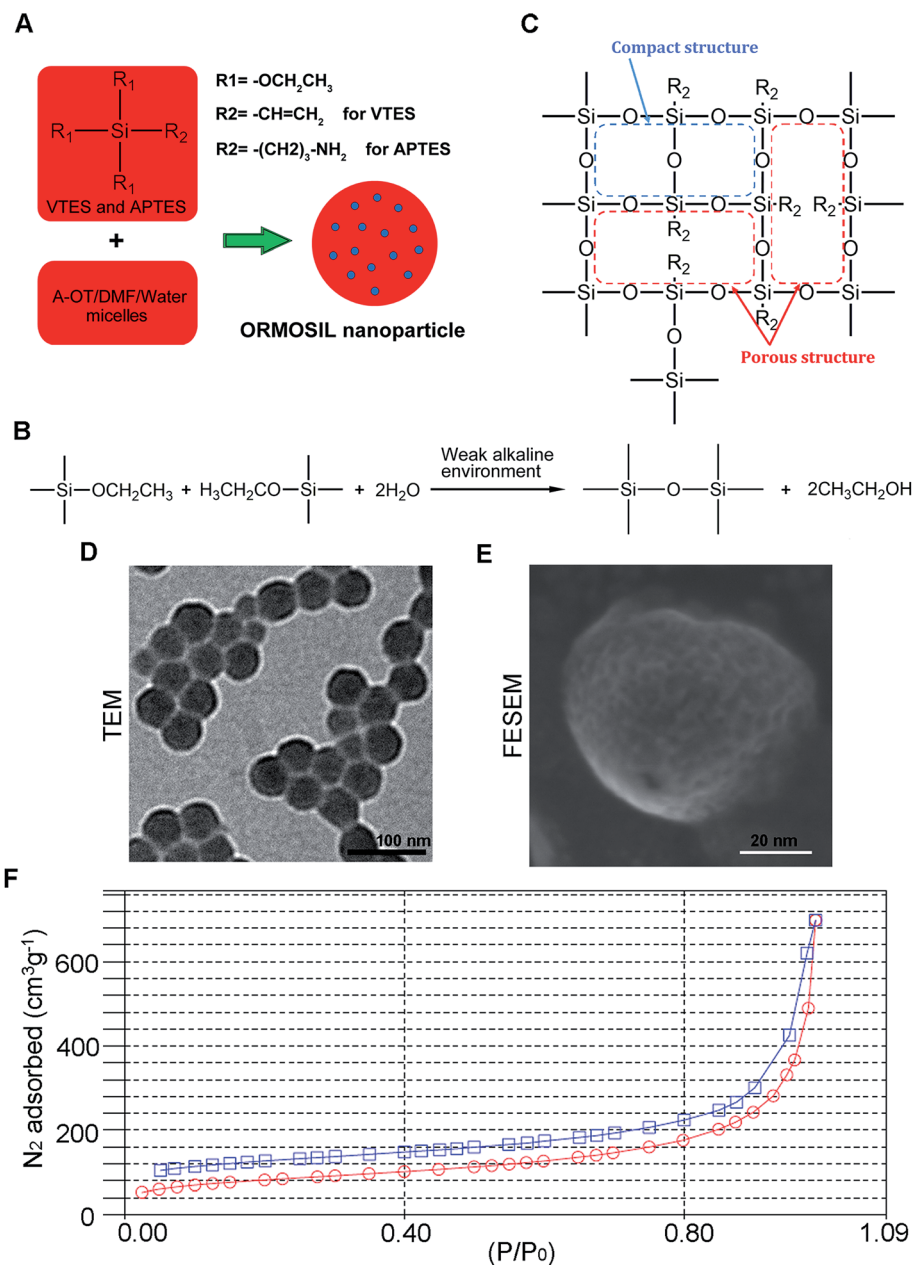 A
R1
R1—Si—R2
R1
VTES and APTES
+
A-OT/DMF/Water
micelles
R1= -OCH2CH3
R2= -CH=CH2 for VTES
R2= -(CH2)3-NH2 for APTES
ORMOSIL nanoparticle
C
Compact structure
R2 R2
Si—O—Si—O—Si—O—Si
O O O O
Si—O—Si—O—Si R2 R2 Si
R2
O O O
R2
Si—O—Si—O—Si—O—Si
R2
O
Porous structure
Si
B
Si—OCH2CH3 + H3CH2CO—Si + 2H2O
Weak alkaline
environment
Si—O—Si + 2CH3CH2OH
D
TEM
100 nm
E
FESEM
20 nm
F
N2 adsorbed (cm3g-1)
600
400
200
0
0.00 0.40 0.80 1.09
(P/P0)